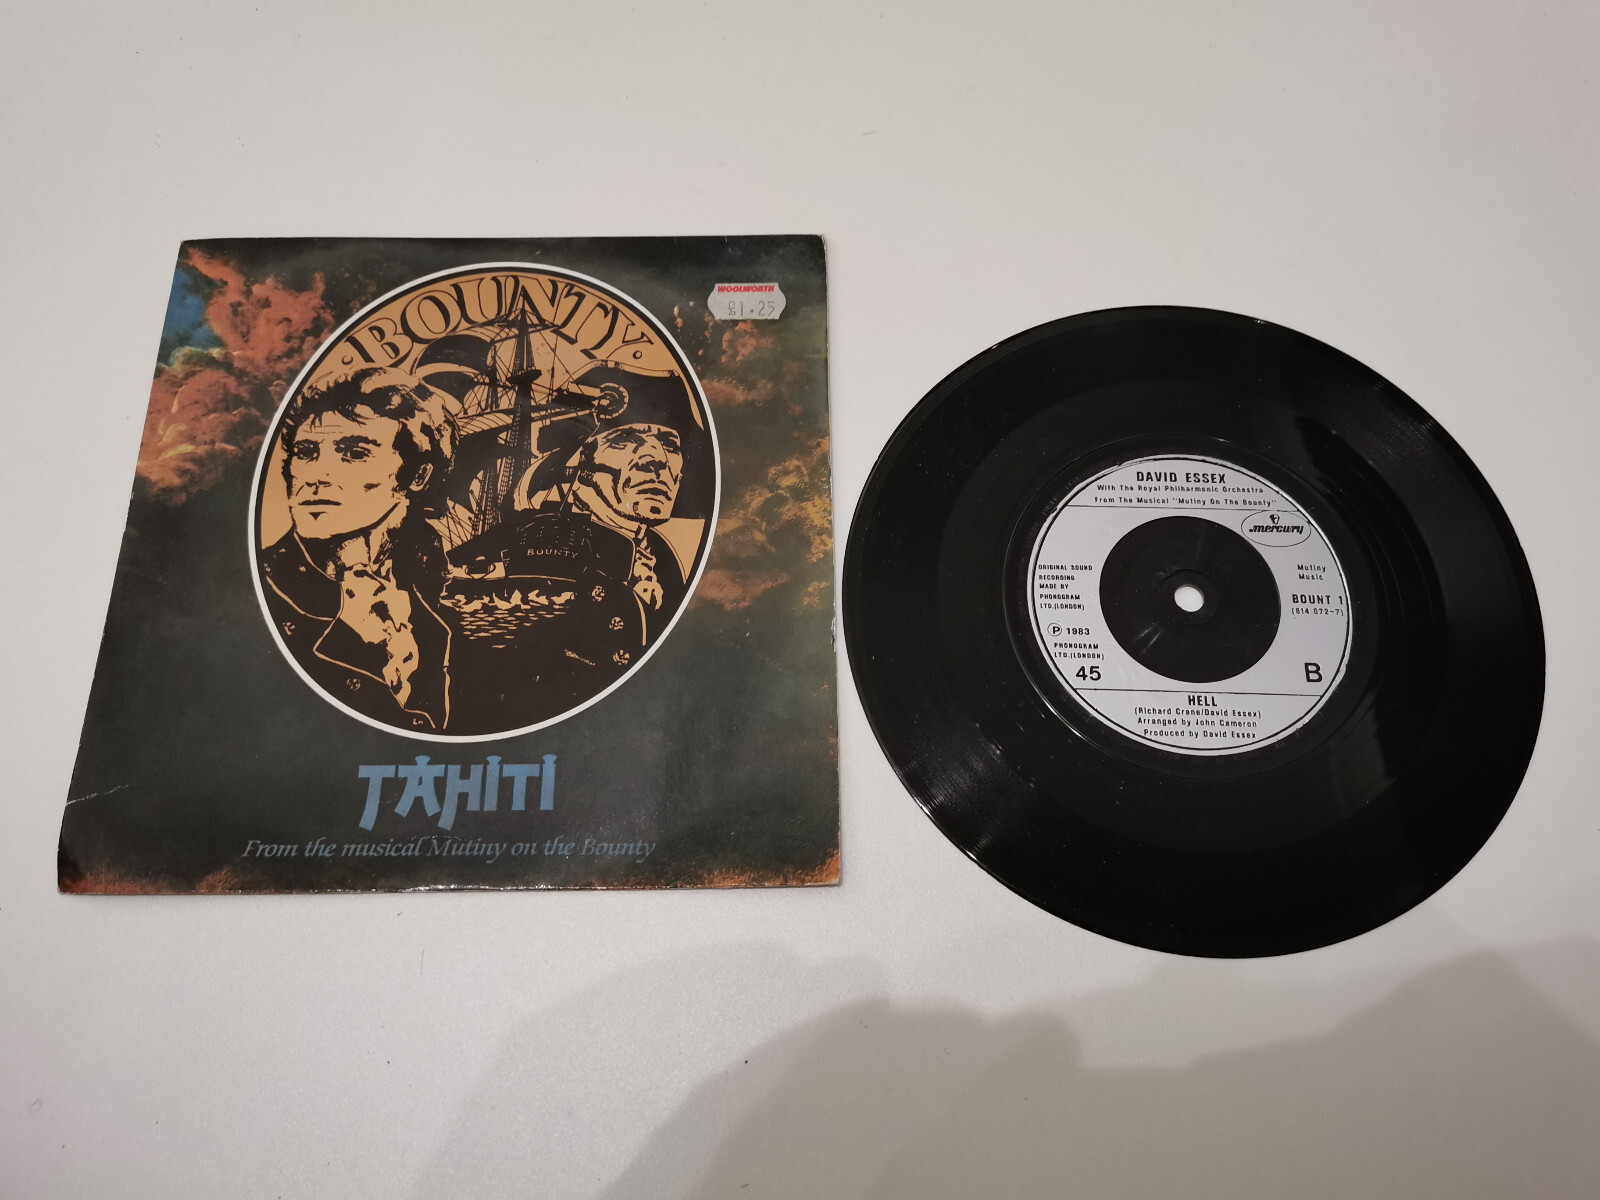 BOUNTY
WOOLWORTH
£1.25
BOUNTY
TAHITI
From the musical Mutiny on the Bounty
DAVID ESSEX
With The Royal Philharmonic Orchestra
From The Musical "Mutiny On The Bounty"
mercury
ORIGINAL SOUND
RECORDING
MADE BY
PHONOGRAM
LTD.(LONDON)
Mutiny
Music
BOUNT 1
(814 072-7)
℗ 1983
PHONOGRAM
LTD.(LONDON)
45
B
HELL
(Richard Crane/David Essex)
Arranged by John Cameron
Produced by David Essex